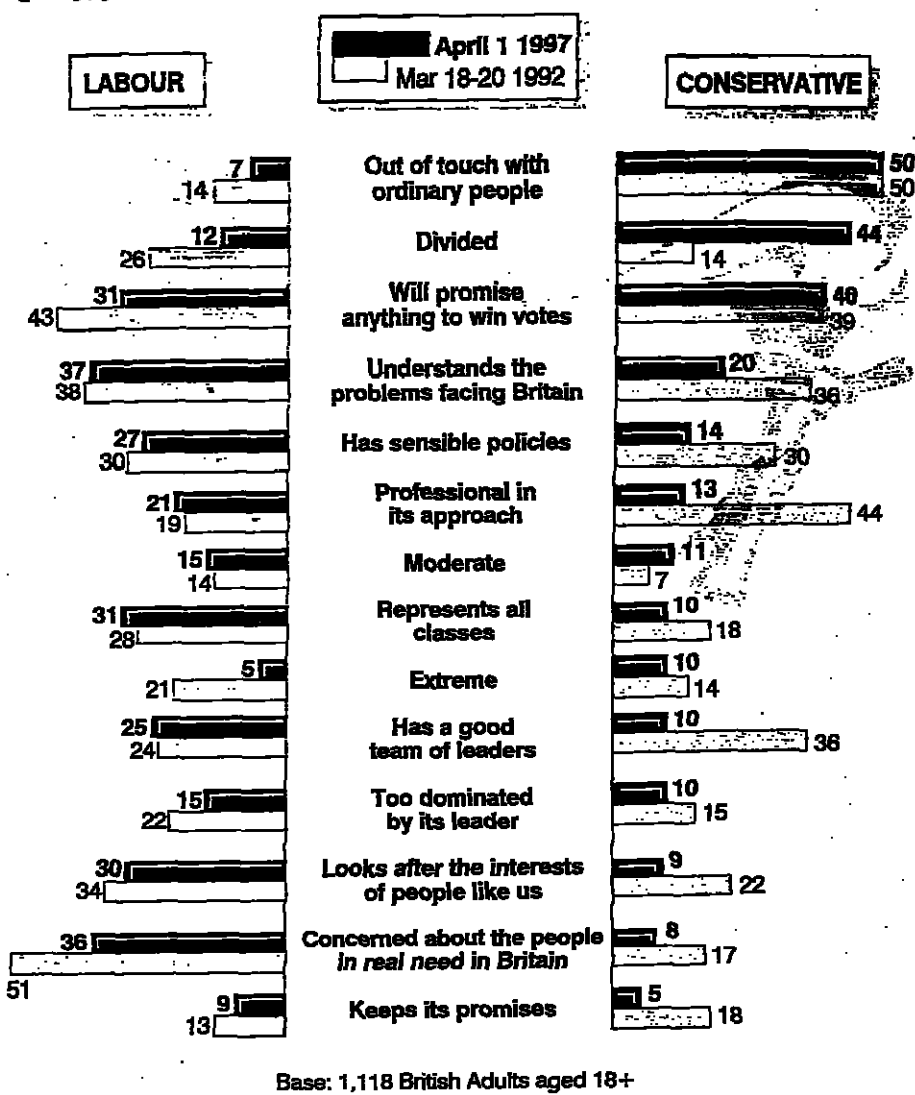 April 1 1997
Mar 18-20 1992
LABOUR
CONSERVATIVE
7 Out of touch with 50
14 ordinary people 50
12 Divided 44
26 14
31 Will promise 40
43 anything to win votes 39
37 Understands the 20
38 problems facing Britain 36
27 Has sensible policies 14
30 30
21 Professional in 13
19 its approach 44
15 Moderate 11
14 7
31 Represents all 10
28 classes 18
5 Extreme 10
21 14
25 Has a good 10
24 team of leaders 36
15 Too dominated 10
22 by its leader 15
30 Looks after the interests 9
34 of people like us 22
36 Concerned about the people 8
51 in real need in Britain 17
9 Keeps its promises 5
13 18
Base: 1,118 British Adults aged 18+